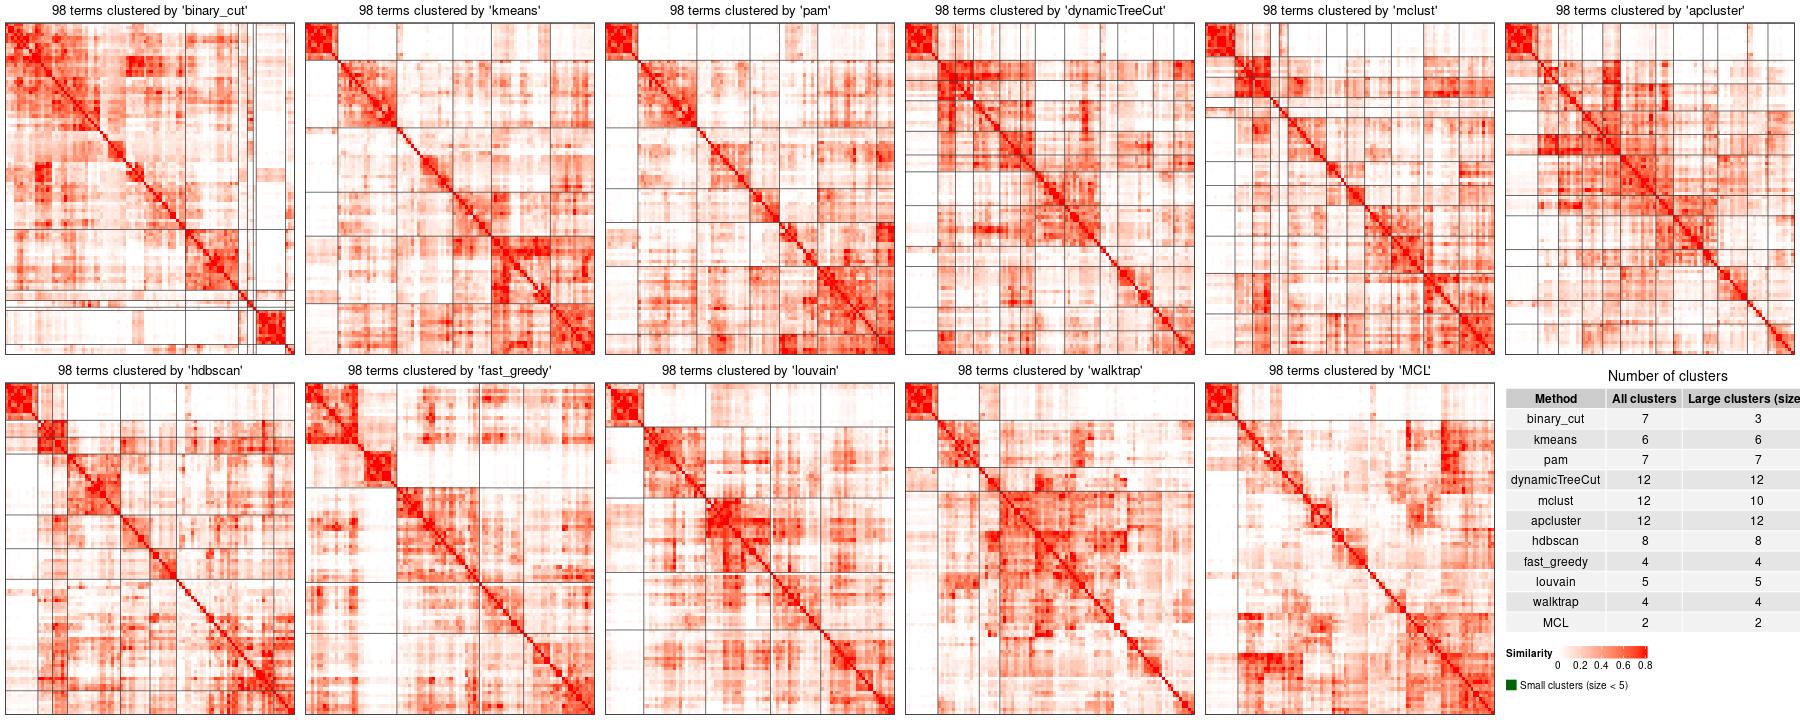 98 terms clustered by 'binary_cut'
98 terms clustered by 'kmeans'
98 terms clustered by 'pam'
98 terms clustered by 'dynamicTreeCut'
98 terms clustered by 'mclust'
98 terms clustered by 'apcluster'
98 terms clustered by 'hdbscan'
98 terms clustered by 'fast_greedy'
98 terms clustered by 'louvain'
98 terms clustered by 'walktrap'
98 terms clustered by 'MCL'
Number of clusters
Method All clusters Large clusters (size
binary_cut 7 3
kmeans 6 6
pam 7 7
dynamicTreeCut 12 12
mclust 12 10
apcluster 12 12
hdbscan 8 8
fast_greedy 4 4
louvain 5 5
walktrap 4 4
MCL 2 2
Similarity
0 0.2 0.4 0.6 0.8
Small clusters (size < 5)